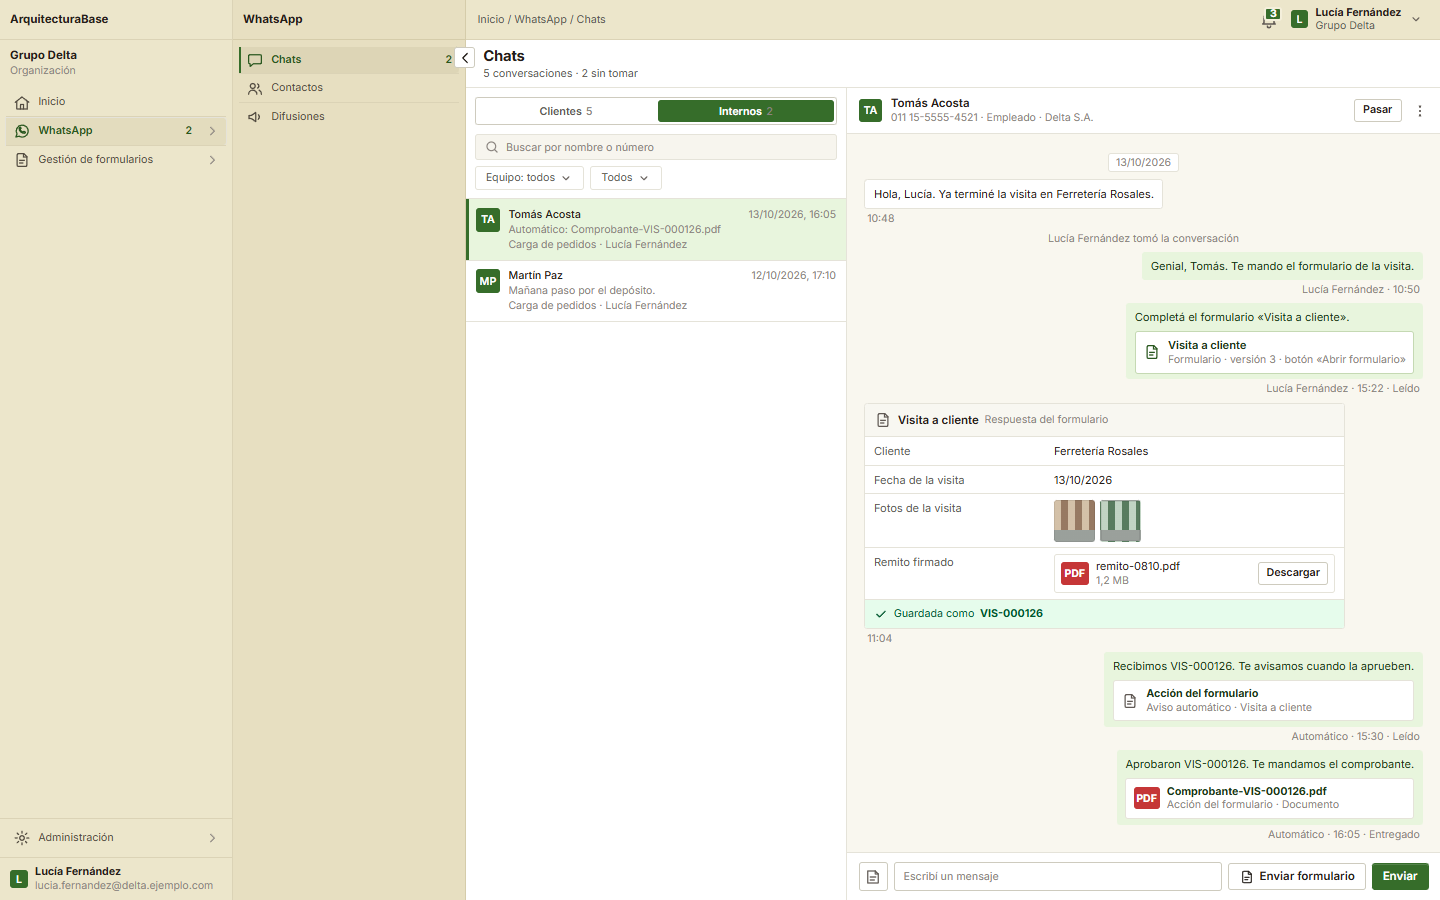 ArquitecturaBase
Grupo Delta
Organización
Inicio
WhatsApp 2
Gestión de formularios
Administración
L
Lucía Fernández
lucia.fernandez@delta.ejemplo.com
WhatsApp
Chats 2
Contactos
Difusiones
Inicio / WhatsApp / Chats
3
L
Lucía Fernández
Grupo Delta
Chats
5 conversaciones · 2 sin tomar
Clientes 5
Internos 2
Buscar por nombre o número
Equipo: todos
Todos
TA
Tomás Acosta 13/10/2026, 16:05
Automático: Comprobante-VIS-000126.pdf
Carga de pedidos · Lucía Fernández
MP
Martín Paz 12/10/2026, 17:10
Mañana paso por el depósito.
Carga de pedidos · Lucía Fernández
TA
Tomás Acosta
011 15-5555-4521 · Empleado · Delta S.A.
Pasar
13/10/2026
Hola, Lucía. Ya terminé la visita en Ferretería Rosales.
10:48
Lucía Fernández tomó la conversación
Genial, Tomás. Te mando el formulario de la visita.
Lucía Fernández · 10:50
Completá el formulario «Visita a cliente».
Visita a cliente
Formulario · versión 3 · botón «Abrir formulario»
Lucía Fernández · 15:22 · Leído
Visita a cliente Respuesta del formulario
Cliente Ferretería Rosales
Fecha de la visita 13/10/2026
Fotos de la visita
Remito firmado
PDF
remito-0810.pdf
1,2 MB
Descargar
Guardada como VIS-000126
11:04
Recibimos VIS-000126. Te avisamos cuando la aprueben.
Acción del formulario
Aviso automático · Visita a cliente
Automático · 15:30 · Leído
Aprobaron VIS-000126. Te mandamos el comprobante.
PDF
Comprobante-VIS-000126.pdf
Acción del formulario · Documento
Automático · 16:05 · Entregado
Escribí un mensaje
Enviar formulario
Enviar